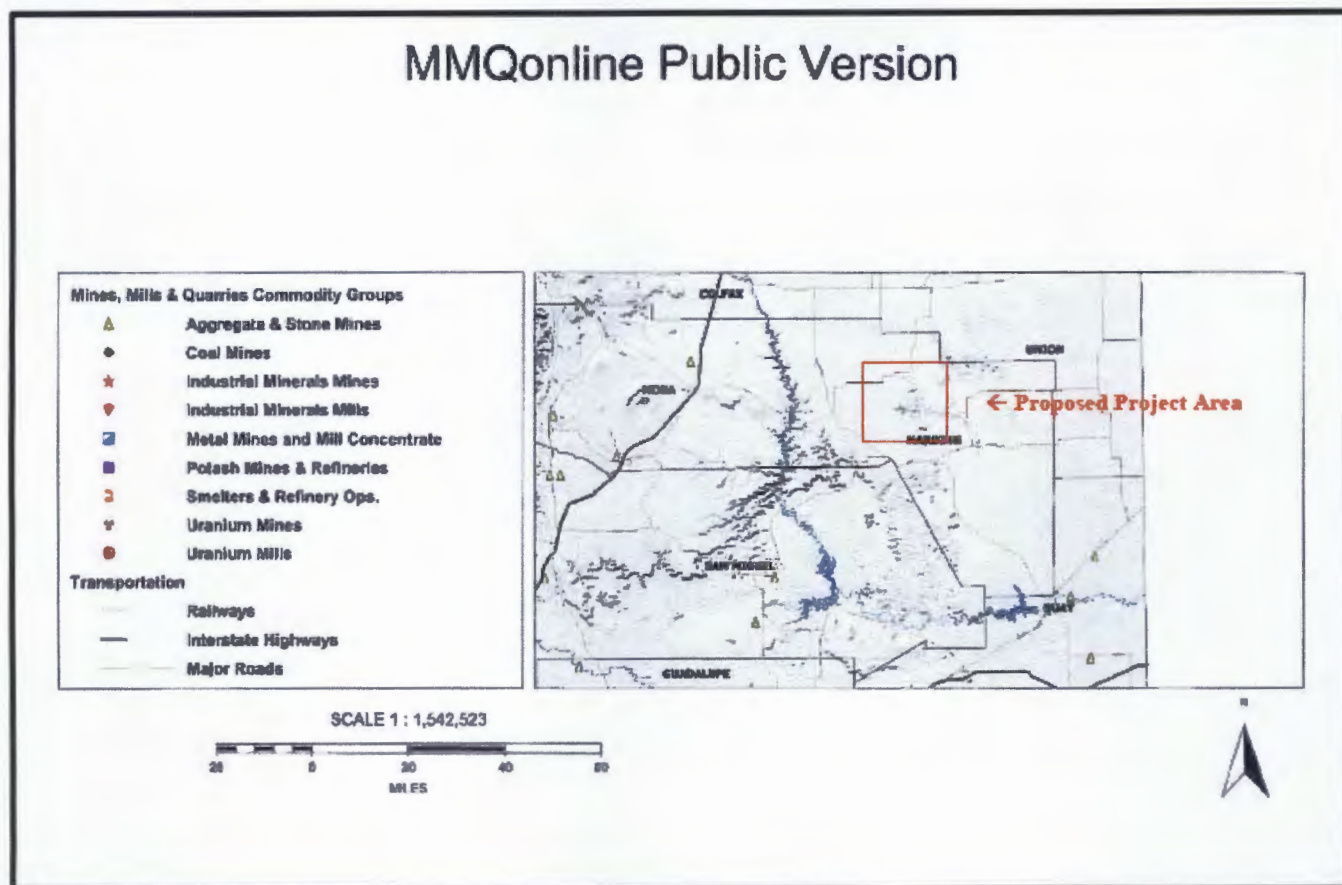 MMQonline Public Version
Mines, Mills & Quarries Commodity Groups
Aggregate & Stone Mines
Coal Mines
Industrial Minerals Mines
Industrial Minerals Mills
Metal Mines and Mill Concentrate
Potash Mines & Refineries
Smelters & Refinery Ops.
Uranium Mines
Uranium Mills
Transportation
Railways
Interstate Highways
Major Roads
COLFAX
UNION
MORA
← Proposed Project Area
HARDING
SAN MIGUEL
QUAY
GUADALUPE
SCALE 1 : 1,542,523
20 0 20 40 60
MILES
N